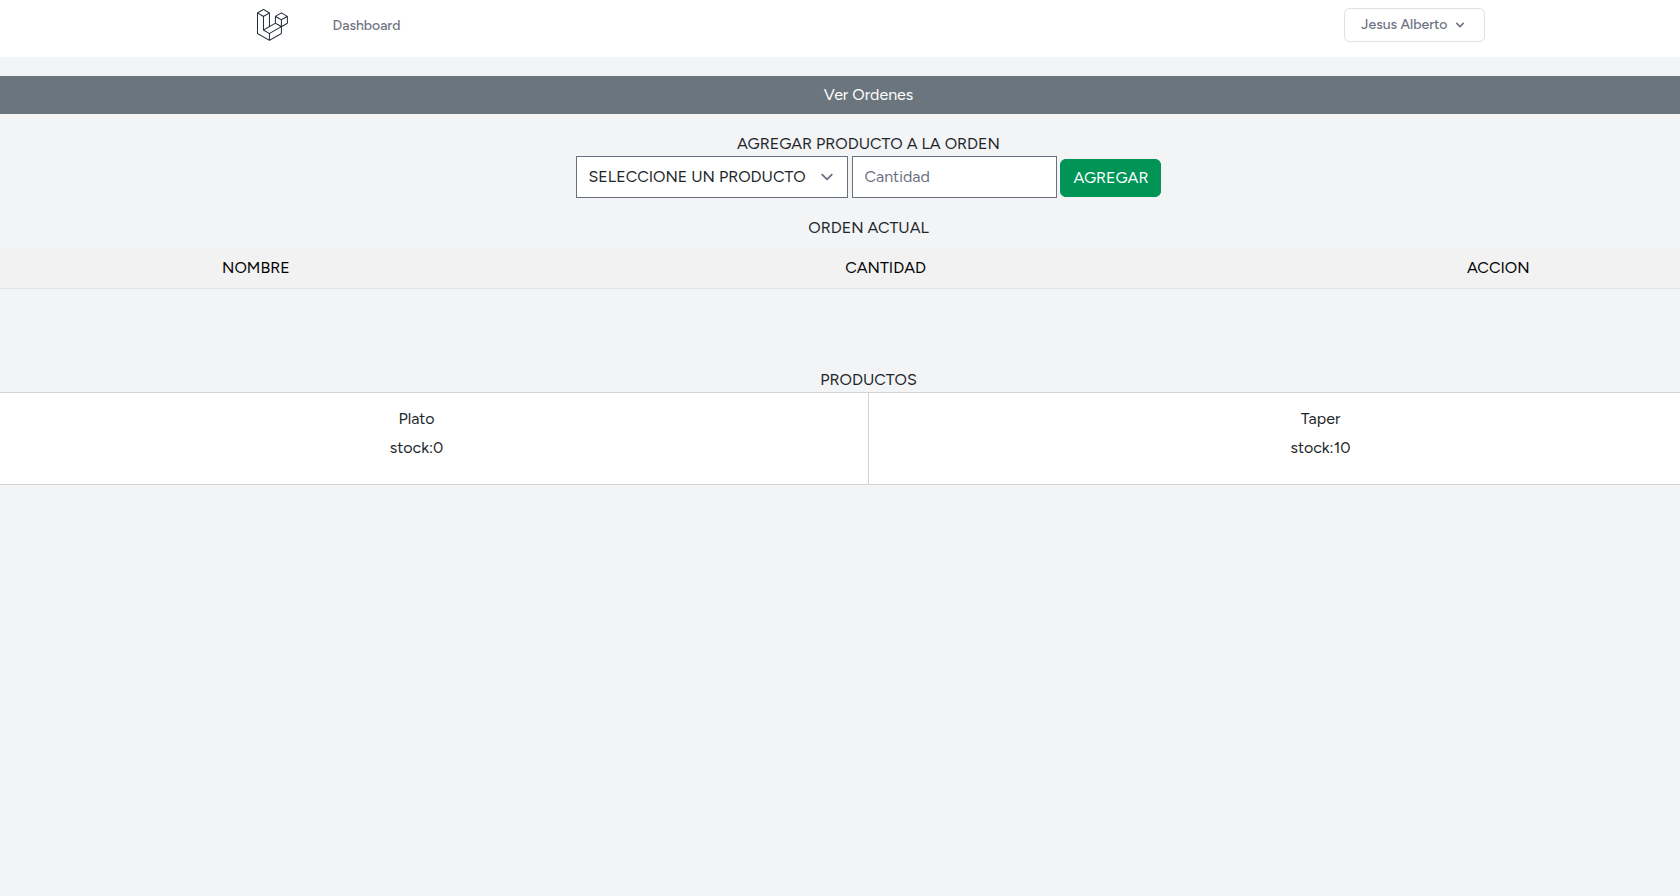 Dashboard
Jesus Alberto
Ver Ordenes
AGREGAR PRODUCTO A LA ORDEN
SELECCIONE UN PRODUCTO Cantidad AGREGAR
ORDEN ACTUAL
NOMBRE CANTIDAD ACCION
PRODUCTOS
Plato
stock:0
Taper
stock:10